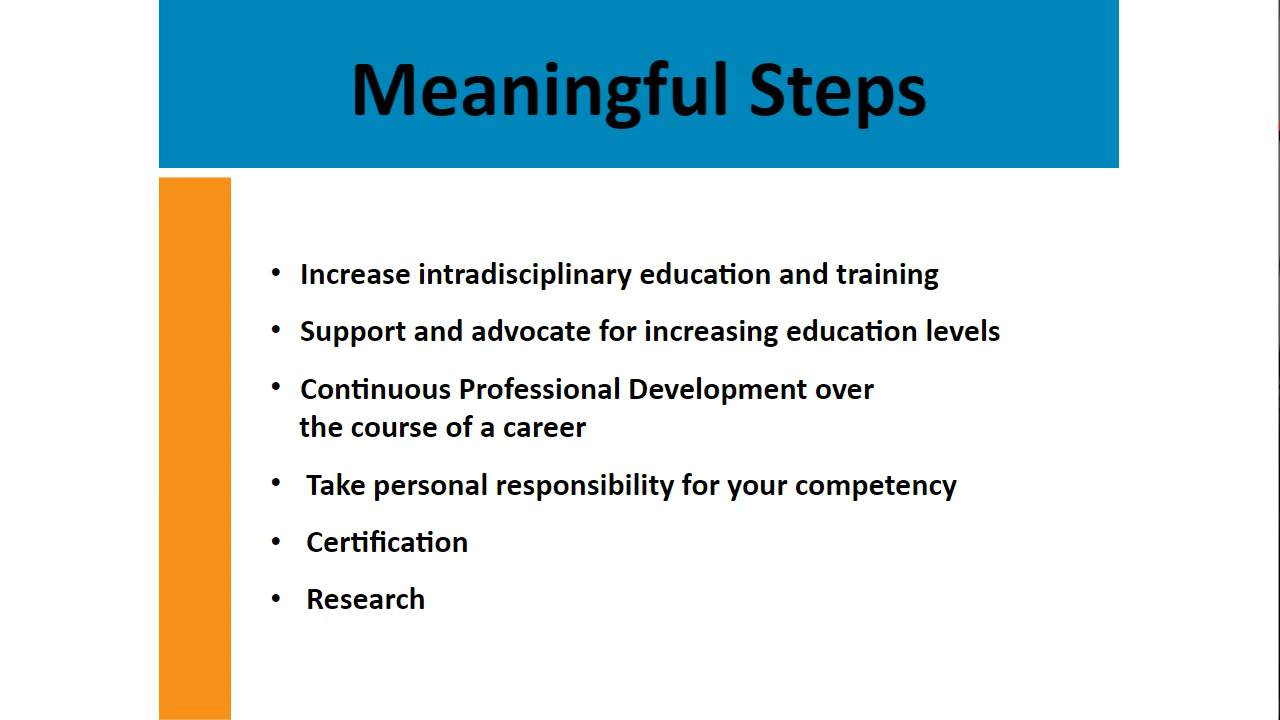 Meaningful Steps
• Increase intradisciplinary education and training
• Support and advocate for increasing education levels
• Continuous Professional Development over
the course of a career
• Take personal responsibility for your competency
• Certification
• Research